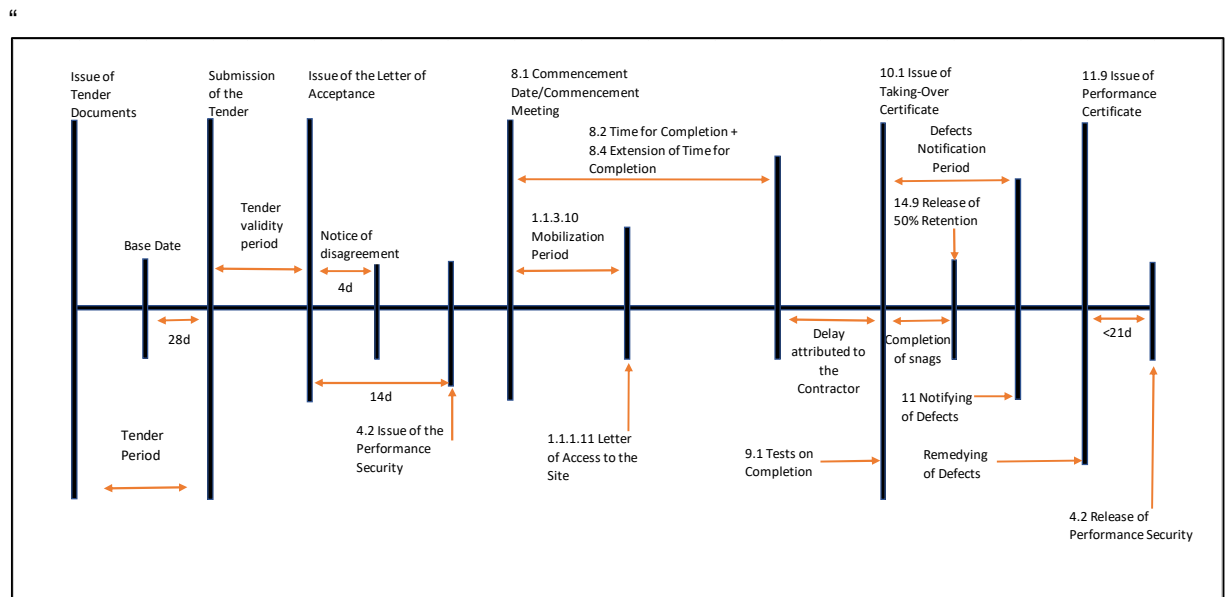 “
Issue of
Tender
Documents
Submission
of the
Tender
Issue of the Letter of
Acceptance
8.1 Commencement
Date/Commencement
Meeting
10.1 Issue of
Taking-Over
Certificate
11.9 Issue of
Performance
Certificate
8.2 Time for Completion +
8.4 Extension of Time for
Completion
Defects
Notification
Period
14.9 Release of
50% Retention
Base Date
Tender
validity
period
Notice of
disagreement
4d
1.1.3.10
Mobilization
Period
28d
14d
Delay
attributed to
the
Contractor
Completion
of snags
<21d
4.2 Issue of the
Performance
Security
1.1.1.11 Letter
of Access to the
Site
11 Notifying
of Defects
Tender
Period
9.1 Tests on
Completion
Remedying
of Defects
4.2 Release of
Performance Security